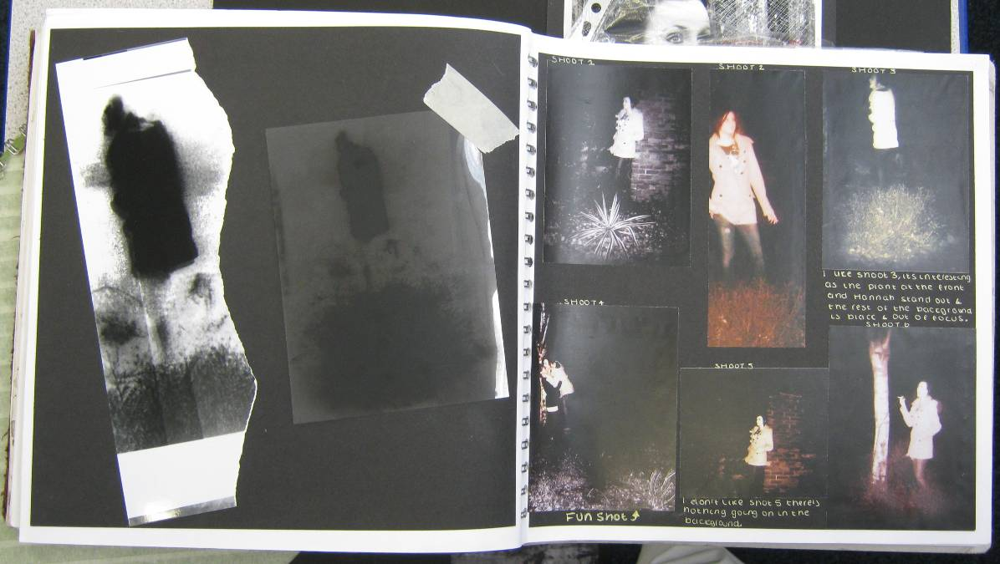 SHOOT 1
SHOOT 2
SHOOT 3
I like shoot 3, its interesting
as the plant at the front
and Hannah stand out &
the rest of the background
is black & out of focus.
SHOOT 4
Fun Shot
SHOOT 5
I don't like shot 5 there's
nothing going on in the
background
SHOOT 6